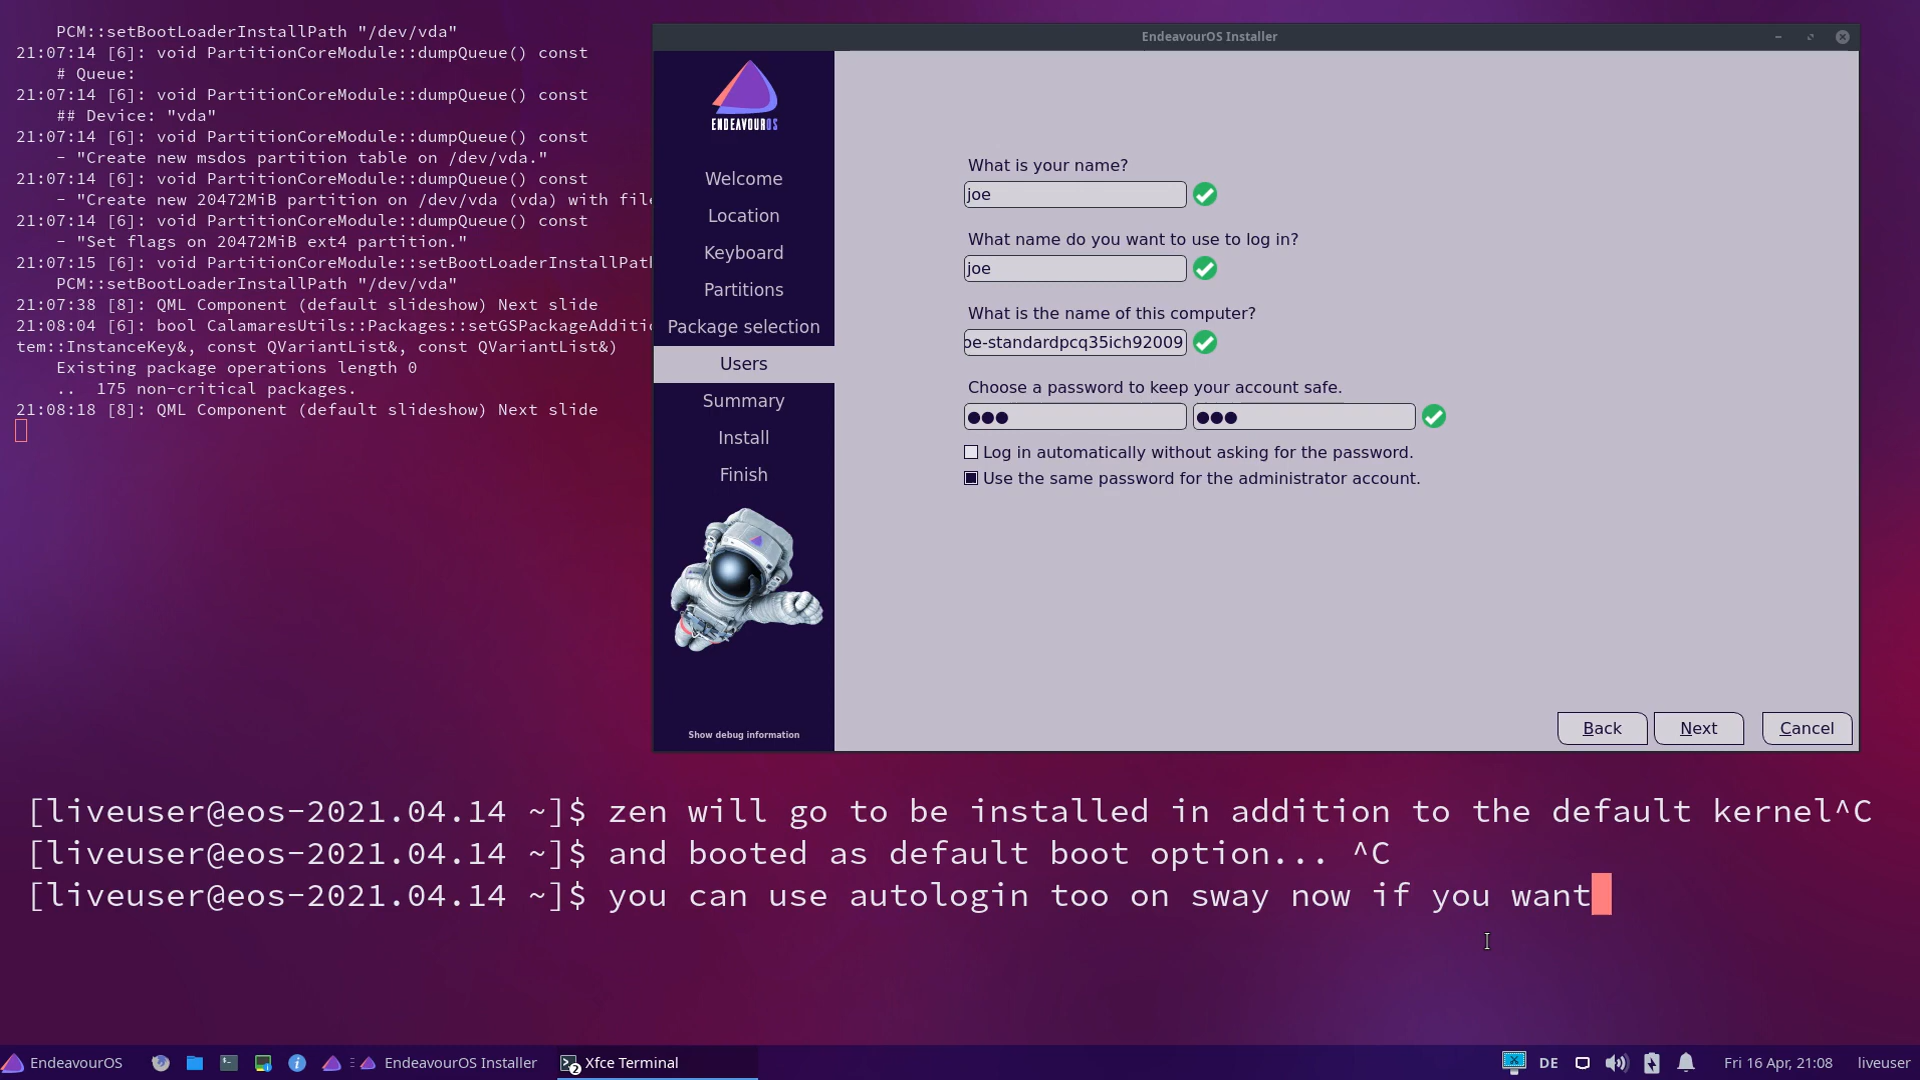 PCM::setBootLoaderInstallPath "/dev/vda"
21:07:14 [6]: void PartitionCoreModule::dumpQueue() const
# Queue:
21:07:14 [6]: void PartitionCoreModule::dumpQueue() const
## Device: "vda"
21:07:14 [6]: void PartitionCoreModule::dumpQueue() const
- "Create new msdos partition table on /dev/vda."
21:07:14 [6]: void PartitionCoreModule::dumpQueue() const
- "Create new 20472MiB partition on /dev/vda (vda) with file
21:07:14 [6]: void PartitionCoreModule::dumpQueue() const
- "Set flags on 20472MiB ext4 partition."
21:07:15 [6]: void PartitionCoreModule::setBootLoaderInstallPath
PCM::setBootLoaderInstallPath "/dev/vda"
21:07:38 [8]: QML Component (default slideshow) Next slide
21:08:04 [6]: bool CalamaresUtils::Packages::setGSPackageAdditio
tem::InstanceKey&, const QVariantList&, const QVariantList&)
Existing package operations length 0
.. 175 non-critical packages.
21:08:18 [8]: QML Component (default slideshow) Next slide
EndeavourOS Installer
ENDEAVOUROS
Welcome
Location
Keyboard
Partitions
Package selection
Users
Summary
Install
Finish
Show debug information
What is your name?
joe
What name do you want to use to log in?
joe
What is the name of this computer?
oe-standardpcq35ich92009
Choose a password to keep your account safe.
●●● ●●●
Log in automatically without asking for the password.
Use the same password for the administrator account.
Back Next Cancel
[liveuser@eos-2021.04.14 ~]$ zen will go to be installed in addition to the default kernel^C
[liveuser@eos-2021.04.14 ~]$ and booted as default boot option... ^C
[liveuser@eos-2021.04.14 ~]$ you can use autologin too on sway now if you want
EndeavourOS EndeavourOS Installer 2 Xfce Terminal DE Fri 16 Apr, 21:08 liveuser